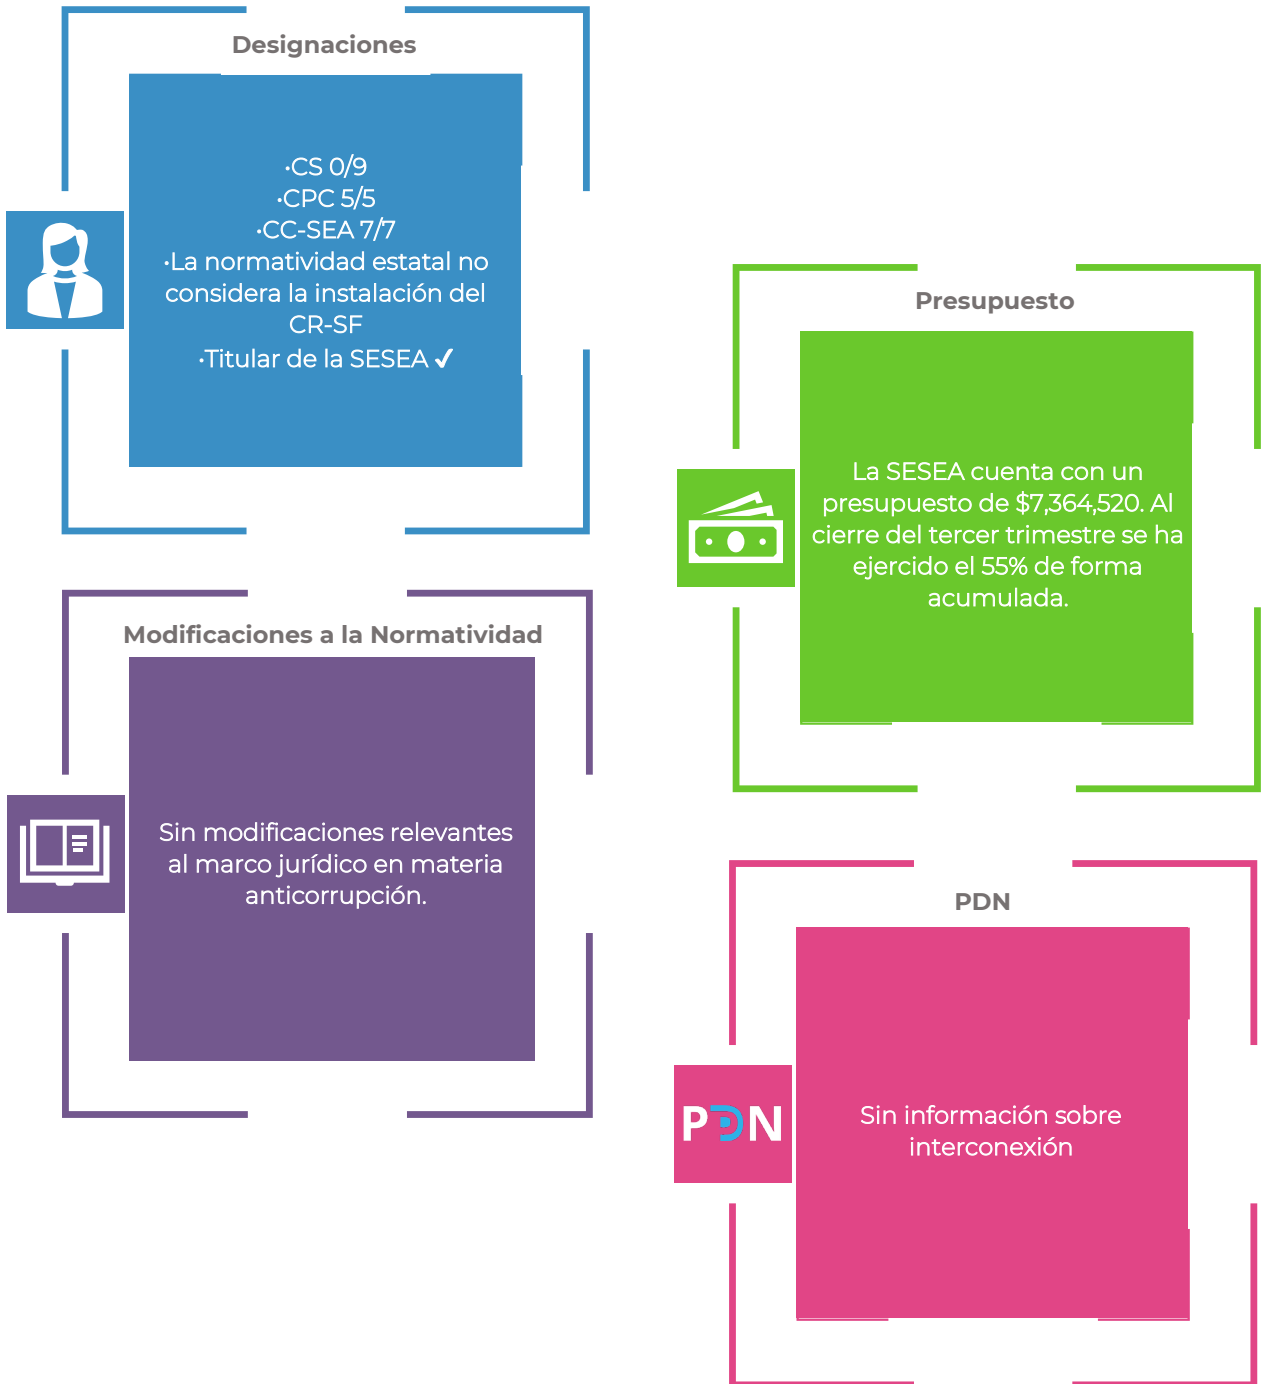 Designaciones
•CS 0/9
•CPC 5/5
•CC-SEA 7/7
•La normatividad estatal no
considera la instalación del
CR-SF
•Titular de la SESEA ✔
Modificaciones a la Normatividad
Sin modificaciones relevantes
al marco jurídico en materia
anticorrupción.
Presupuesto
La SESEA cuenta con un
presupuesto de $7,364,520. Al
cierre del tercer trimestre se ha
ejercido el 55% de forma
acumulada.
PDN
PDN
Sin información sobre
interconexión